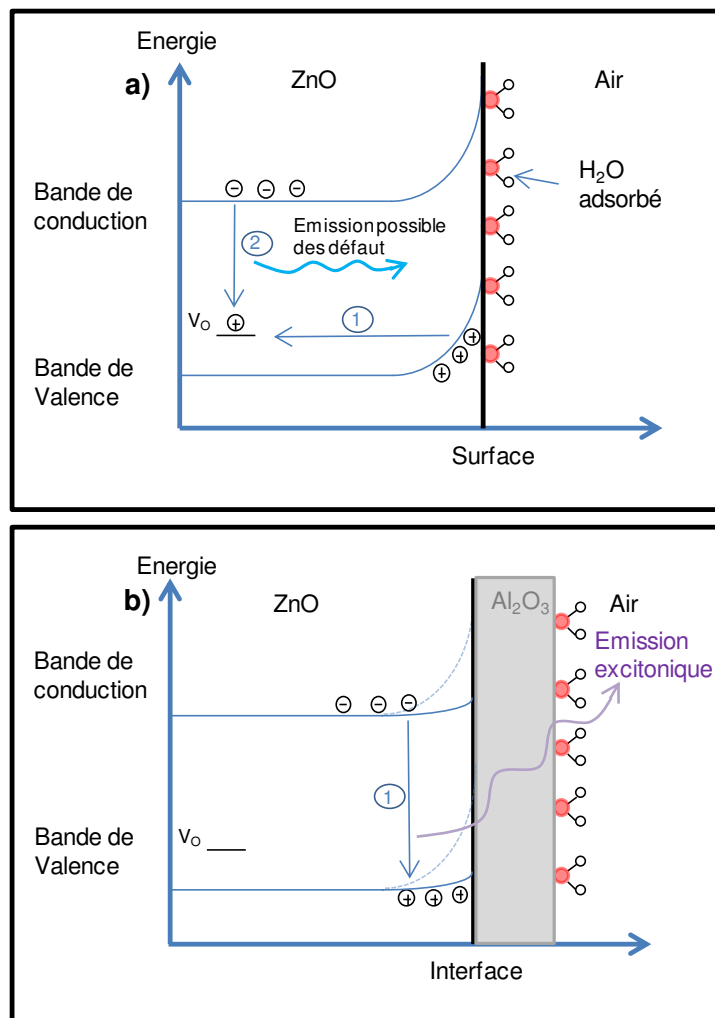 Energie
a)
ZnO
Air
Bande de
conduction
⊖ ⊖ ⊖
H₂O
adsorbé
②
Emission possible
des défaut
Vₒ
⊕
①
Bande de
Valence
⊕ ⊕ ⊕
Surface
Energie
b)
ZnO
Al₂O₃
Air
Emission
excitonique
Bande de
conduction
⊖ ⊖ ⊖
①
Vₒ
Bande de
Valence
⊕ ⊕ ⊕
Interface